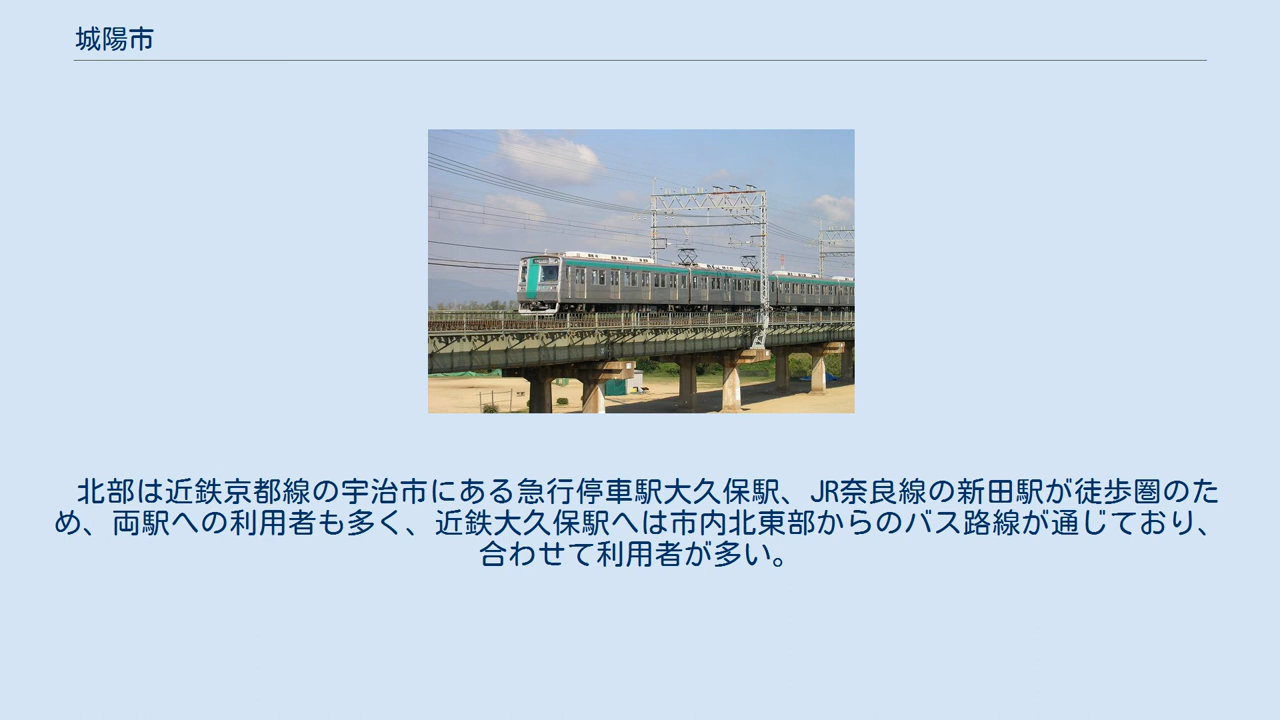 城陽市
北部は近鉄京都線の宇治市にある急行停車駅大久保駅、JR奈良線の新田駅が徒歩圏のた
め、両駅への利用者も多く、近鉄大久保駅へは市内北東部からのバス路線が通じており、
合わせて利用者が多い。